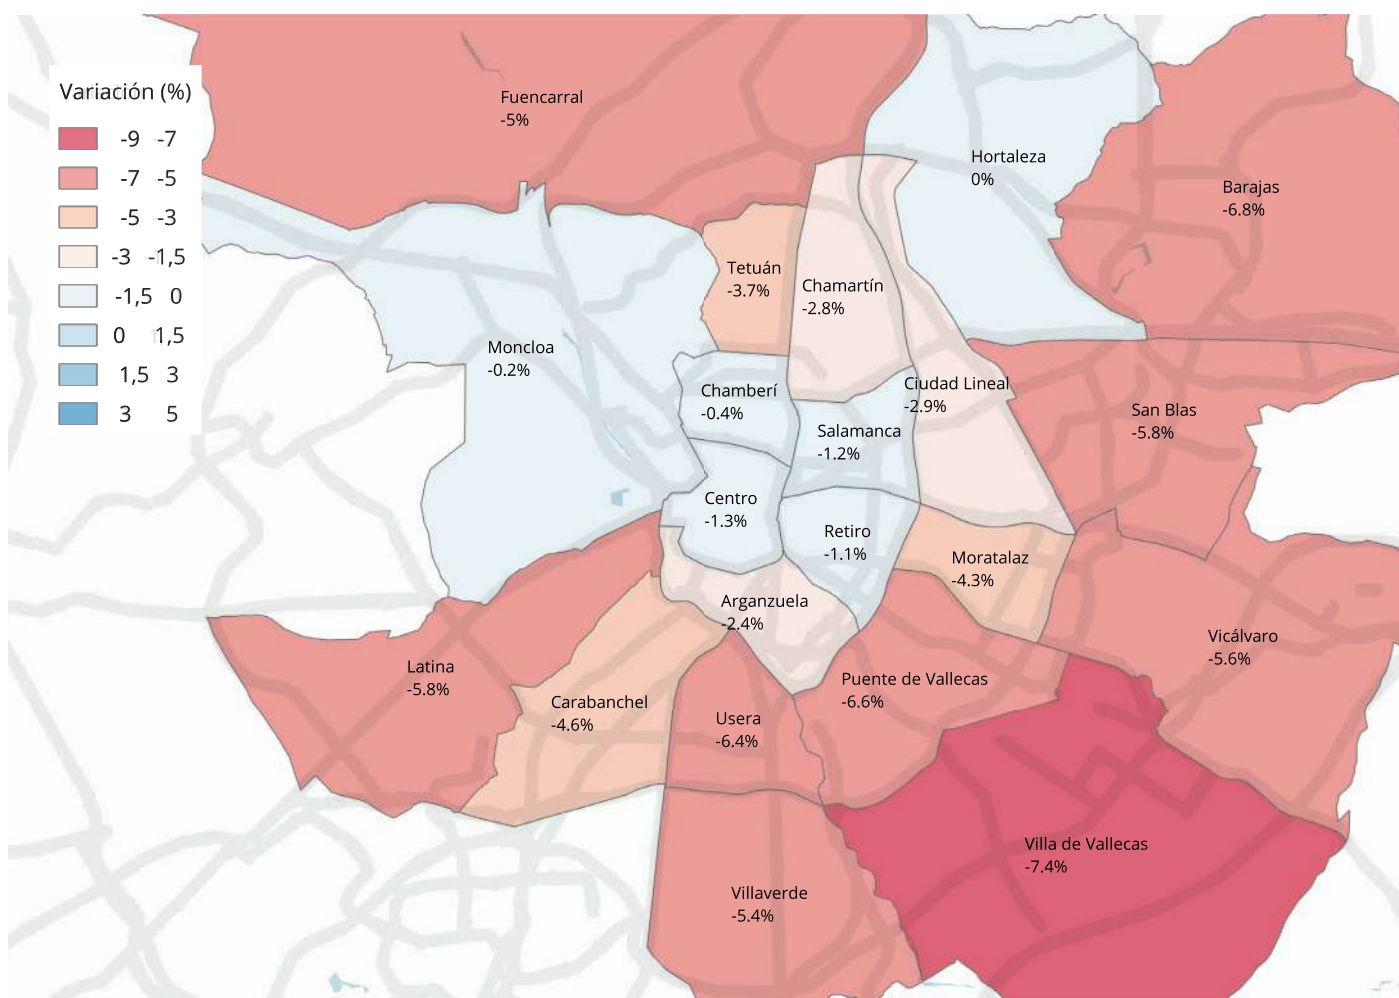 Variación (%)
-9 -7
-7 -5
-5 -3
-3 -1,5
-1,5 0
0 1,5
1,5 3
3 5
Fuencarral
-5%
Hortaleza
0%
Barajas
-6.8%
Tetuán
-3.7%
Chamartín
-2.8%
Moncloa
-0.2%
Chamberí
-0.4%
Ciudad Lineal
-2.9%
San Blas
-5.8%
Salamanca
-1.2%
Centro
-1.3%
Retiro
-1.1%
Moratalaz
-4.3%
Arganzuela
-2.4%
Vicálvaro
-5.6%
Latina
-5.8%
Carabanchel
-4.6%
Usera
-6.4%
Puente de Vallecas
-6.6%
Villa de Vallecas
-7.4%
Villaverde
-5.4%